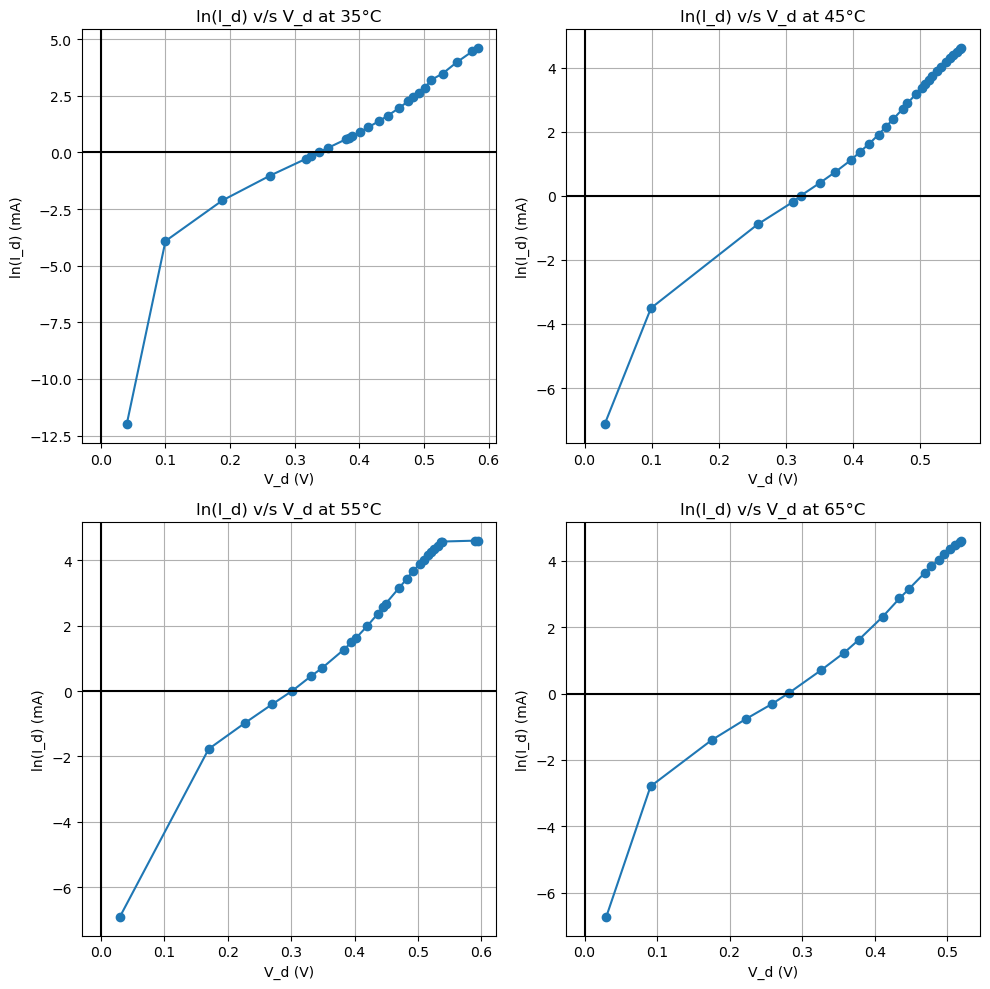 ln(I_d) v/s V_d at 35°C
5.0
2.5
0.0
−2.5
−5.0
−7.5
−10.0
−12.5
ln(I_d) (mA)
0.0 0.1 0.2 0.3 0.4 0.5 0.6
V_d (V)
ln(I_d) v/s V_d at 45°C
4
2
0
−2
−4
−6
ln(I_d) (mA)
0.0 0.1 0.2 0.3 0.4 0.5
V_d (V)
ln(I_d) v/s V_d at 55°C
4
2
0
−2
−4
−6
ln(I_d) (mA)
0.0 0.1 0.2 0.3 0.4 0.5 0.6
V_d (V)
ln(I_d) v/s V_d at 65°C
4
2
0
−2
−4
−6
ln(I_d) (mA)
0.0 0.1 0.2 0.3 0.4 0.5
V_d (V)